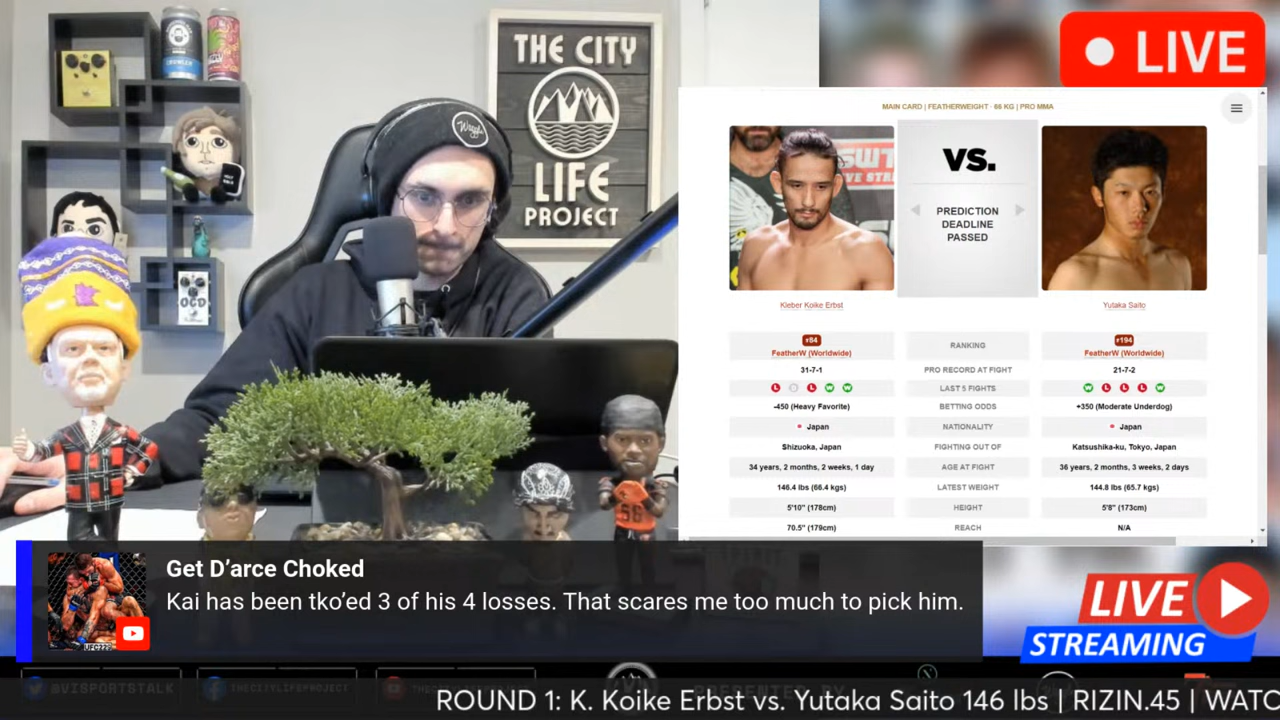 THE CITY
LIFE
PROJECT
OCD
LIVE
MAIN CARD | FEATHERWEIGHT · 66 KG | PRO MMA
VS.
PREDICTION
DEADLINE
PASSED
Kleber Koike Erbst
Yutaka Saito
#84
FeatherW (Worldwide)
RANKING
#194
FeatherW (Worldwide)
31-7-1
PRO RECORD AT FIGHT
21-7-2
L D L W W
LAST 5 FIGHTS
W L L L W
-450 (Heavy Favorite)
BETTING ODDS
+350 (Moderate Underdog)
Japan
NATIONALITY
Japan
Shizuoka, Japan
FIGHTING OUT OF
Katsushika-ku, Tokyo, Japan
34 years, 2 months, 2 weeks, 1 day
AGE AT FIGHT
36 years, 2 months, 3 weeks, 2 days
146.4 lbs (66.4 kgs)
LATEST WEIGHT
144.8 lbs (65.7 kgs)
5'10" (178cm)
HEIGHT
5'8" (173cm)
70.5" (179cm)
REACH
N/A
Get D’arce Choked
Kai has been tko’ed 3 of his 4 losses. That scares me too much to pick him.
LIVE
STREAMING
@VISPORTSTALK
THECITYLIFEPROJECT
ROUND 1: K. Koike Erbst vs. Yutaka Saito 146 lbs | RIZIN.45 | WATC